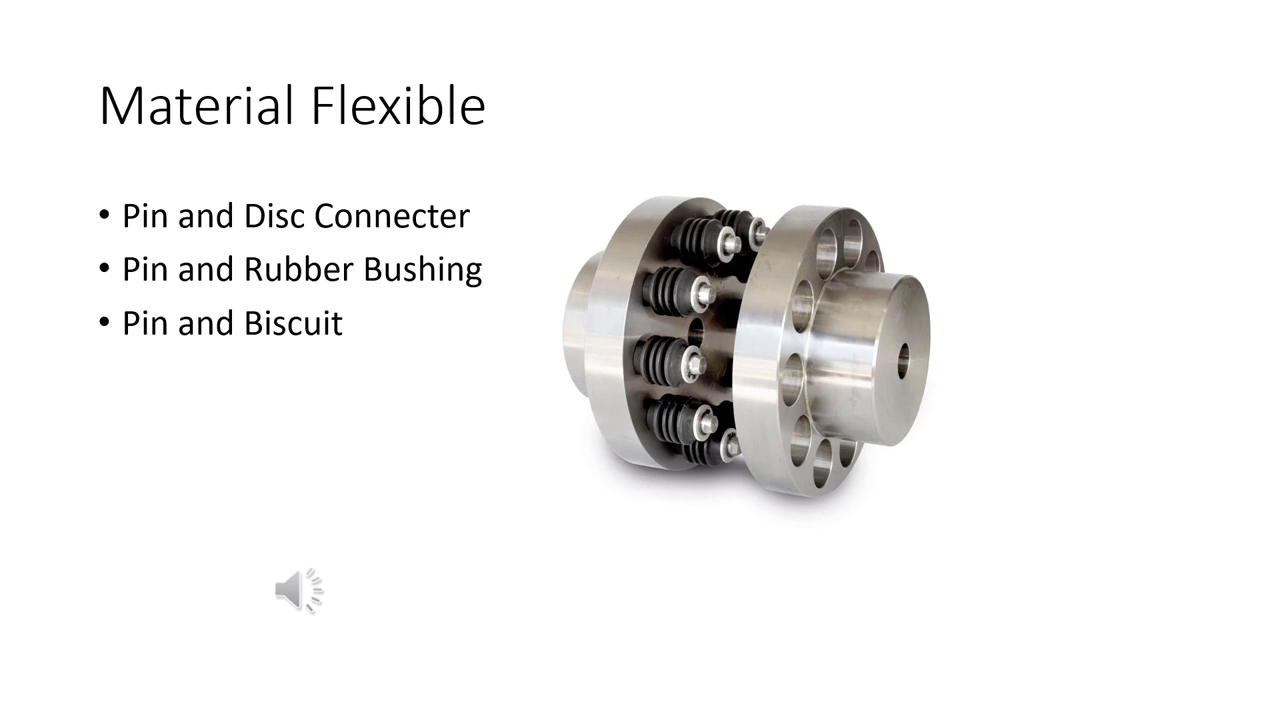 Material Flexible
• Pin and Disc Connecter
• Pin and Rubber Bushing
• Pin and Biscuit